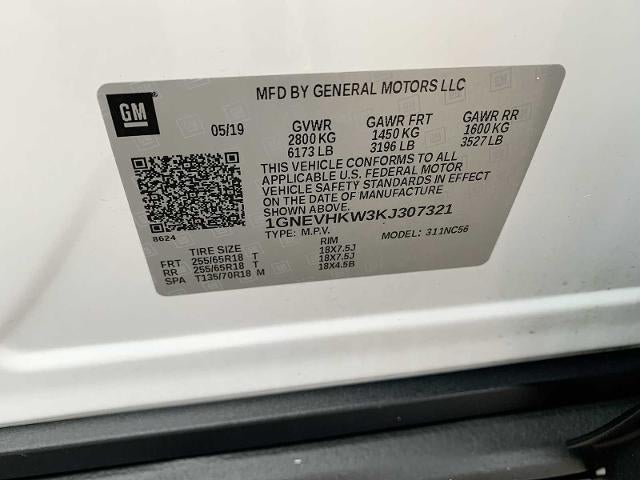 MFD BY GENERAL MOTORS LLC
GM
05/19 GVWR GAWR FRT GAWR RR
2800 KG 1450 KG 1600 KG
6173 LB 3196 LB 3527 LB
THIS VEHICLE CONFORMS TO ALL
APPLICABLE U.S. FEDERAL MOTOR
VEHICLE SAFETY STANDARDS IN EFFECT
ON THE DATE OF MANUFACTURE
SHOWN ABOVE.
1GNEVHKW3KJ307321
8624
TYPE: M.P.V. MODEL: 311NC56
TIRE SIZE RIM
FRT 255/65R18 T 18X7.5J
RR 255/65R18 T 18X7.5J
SPA T135/70R18 M 18X4.5B